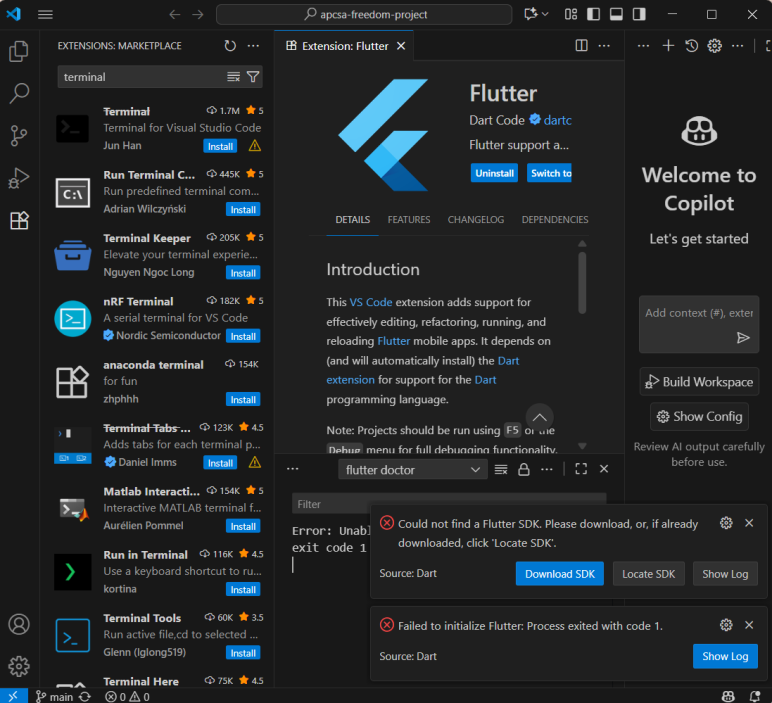 apcsa-freedom-project
EXTENSIONS: MARKETPLACE
terminal
Terminal 1.7M 5
Terminal for Visual Studio Code
Jun Han Install
Run Terminal C... 445K 5
Run predefined terminal com...
Adrian Wilczyński Install
Terminal Keeper 205K 5
Elevate your terminal experie...
Nguyen Ngoc Long Install
nRF Terminal 182K 5
A serial terminal for VS Code
Nordic Semiconductor Install
anaconda terminal 154K
for fun
zhphhh Install
Terminal Tabs ... 123K 4.5
Adds tabs for each terminal p...
Daniel Imms Install
Matlab Interacti... 154K 5
Interactive MATLAB terminal f...
Aurélien Pommel Install
Run in Terminal 116K 4.5
Use a keyboard shortcut to ru...
kortina Install
Terminal Tools 60K 3.5
Run active file,cd to selected ...
Glenn (lglong519) Install
Terminal Here 75K 4.5
main 0 0
Extension: Flutter
Flutter
Dart Code dartc
Flutter support a...
Uninstall Switch to
DETAILS FEATURES CHANGELOG DEPENDENCIES
Introduction
This VS Code extension adds support for
effectively editing, refactoring, running, and
reloading Flutter mobile apps. It depends on
(and will automatically install) the Dart
extension for support for the Dart
programming language.
Note: Projects should be run using F5 or the
Debug menu for full debugging functionality.
flutter doctor
Filter
Error: Unabl
exit code 1
Welcome to
Copilot
Let's get started
Add context (#), exter
Build Workspace
Show Config
Review AI output carefully
before use.
Could not find a Flutter SDK. Please download, or, if already
downloaded, click 'Locate SDK'.
Source: Dart Download SDK Locate SDK Show Log
Failed to initialize Flutter: Process exited with code 1.
Source: Dart Show Log